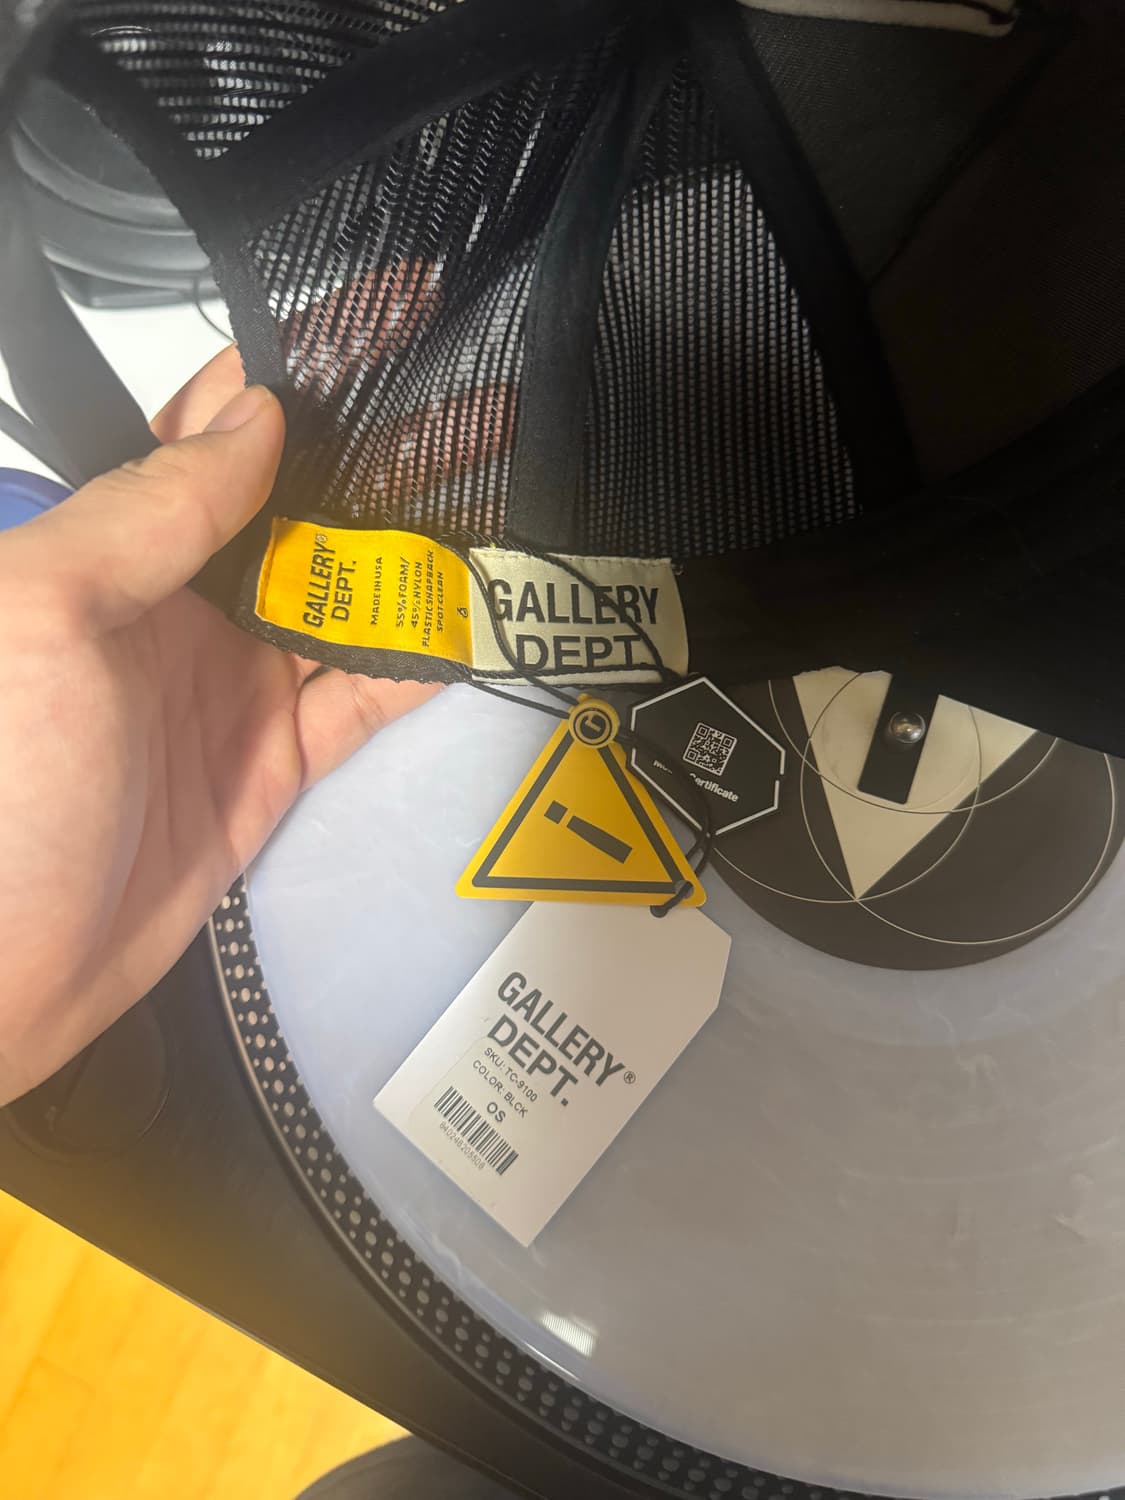 GALLERY®
DEPT.
MADE IN USA
55% FOAM/
45% NYLON
PLASTIC SNAPBACK
SPOT CLEAN
GALLERY
DEPT.
Certificate
GALLERY®
DEPT.
SKU: TC-9100
COLOR: BLCK
OS
840248205508